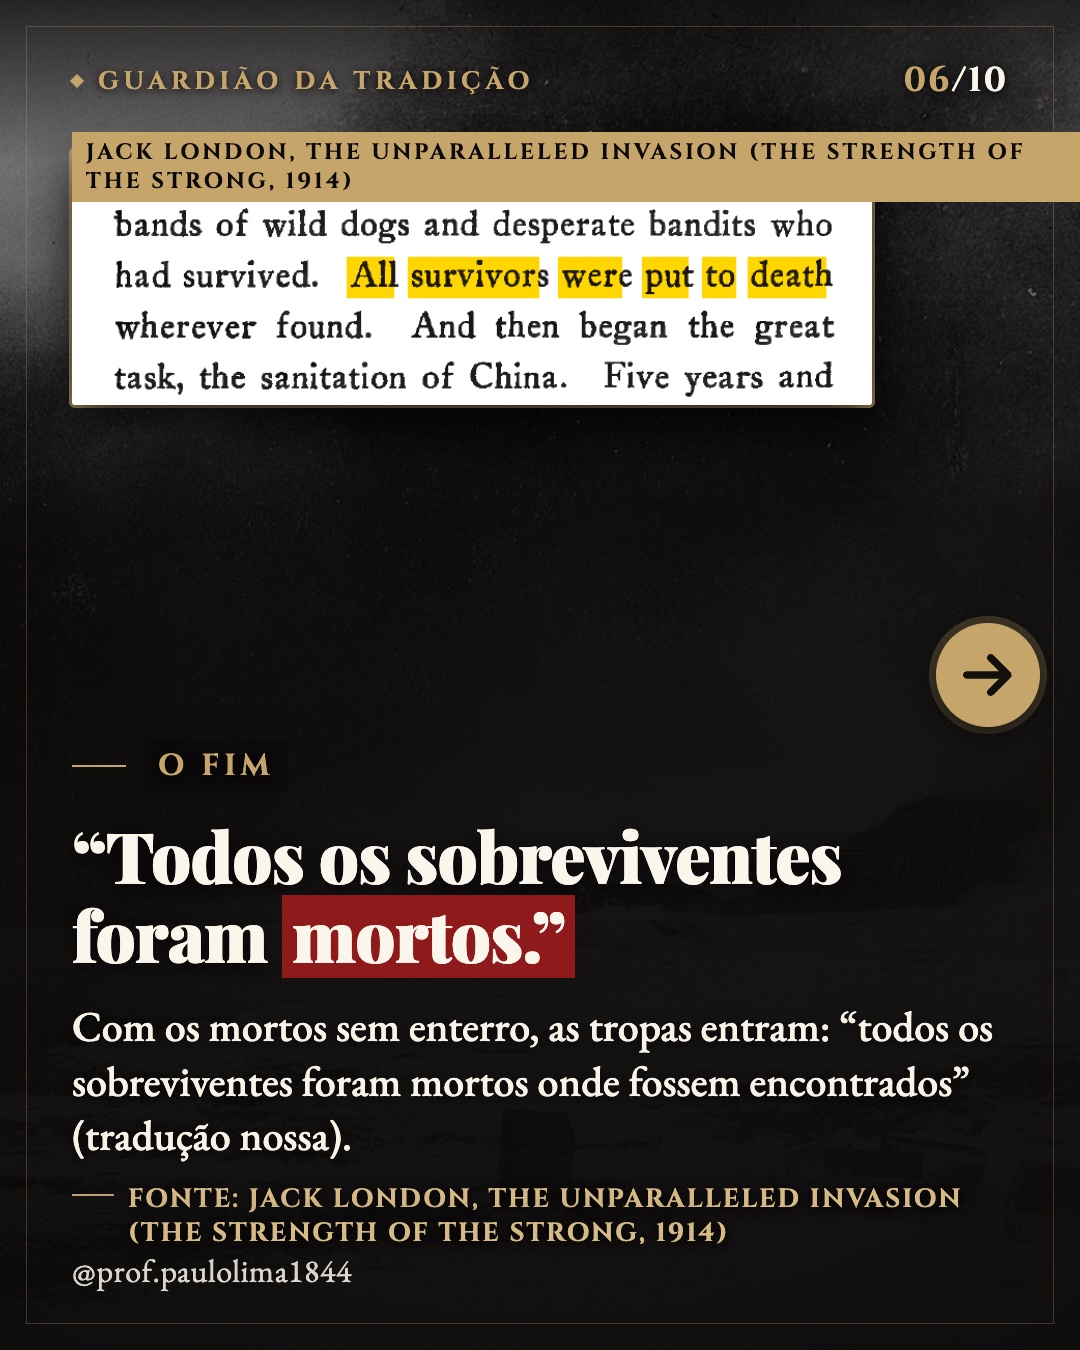 GUARDIÃO DA TRADIÇÃO
06/10
JACK LONDON, THE UNPARALLELED INVASION (THE STRENGTH OF
THE STRONG, 1914)
bands of wild dogs and desperate bandits who
had survived. All survivors were put to death
wherever found. And then began the great
task, the sanitation of China. Five years and
O FIM
“Todos os sobreviventes
foram mortos.”
Com os mortos sem enterro, as tropas entram: “todos os
sobreviventes foram mortos onde fossem encontrados”
(tradução nossa).
FONTE: JACK LONDON, THE UNPARALLELED INVASION
(THE STRENGTH OF THE STRONG, 1914)
@prof.paulolima1844